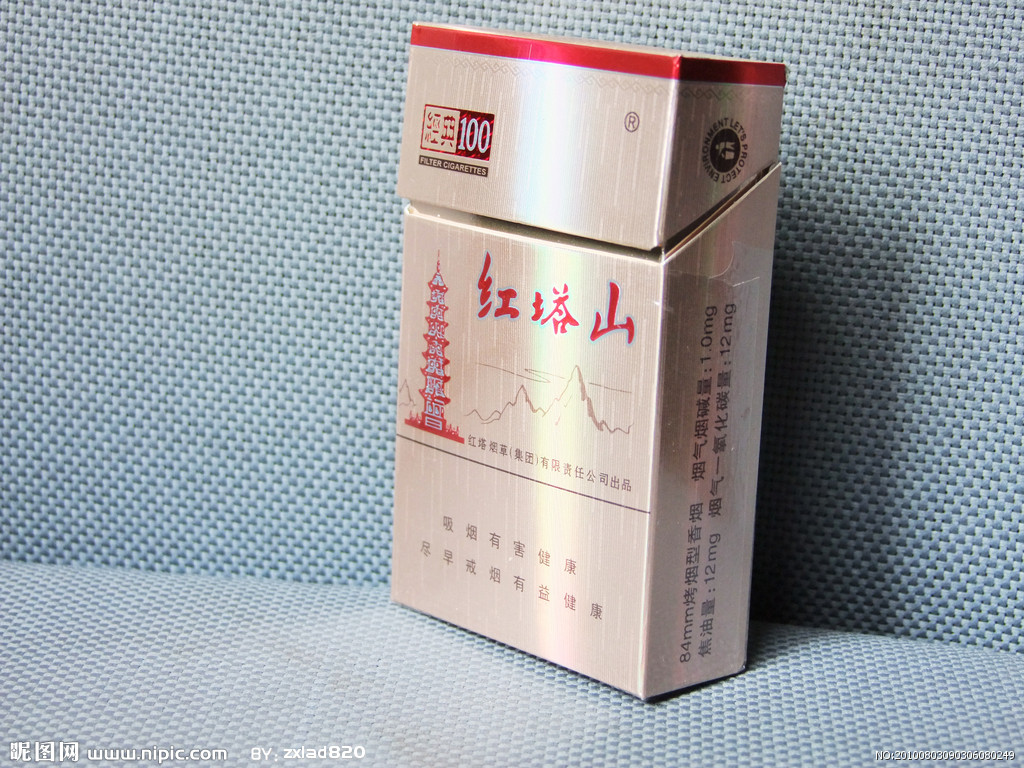 經典100
FILTER CIGARETTES
®
ENVIRONMENT LET'S PROTECT
红塔山
红塔烟草(集团)有限责任公司出品
吸烟有害健康
尽早戒烟有益健康
84mm烤烟型香烟 烟气烟碱量:1.0mg
焦油量:12mg 烟气一氧化碳量:12mg
昵图网 www.nipic.com BY: zxlad820
NO:20100803090306080249